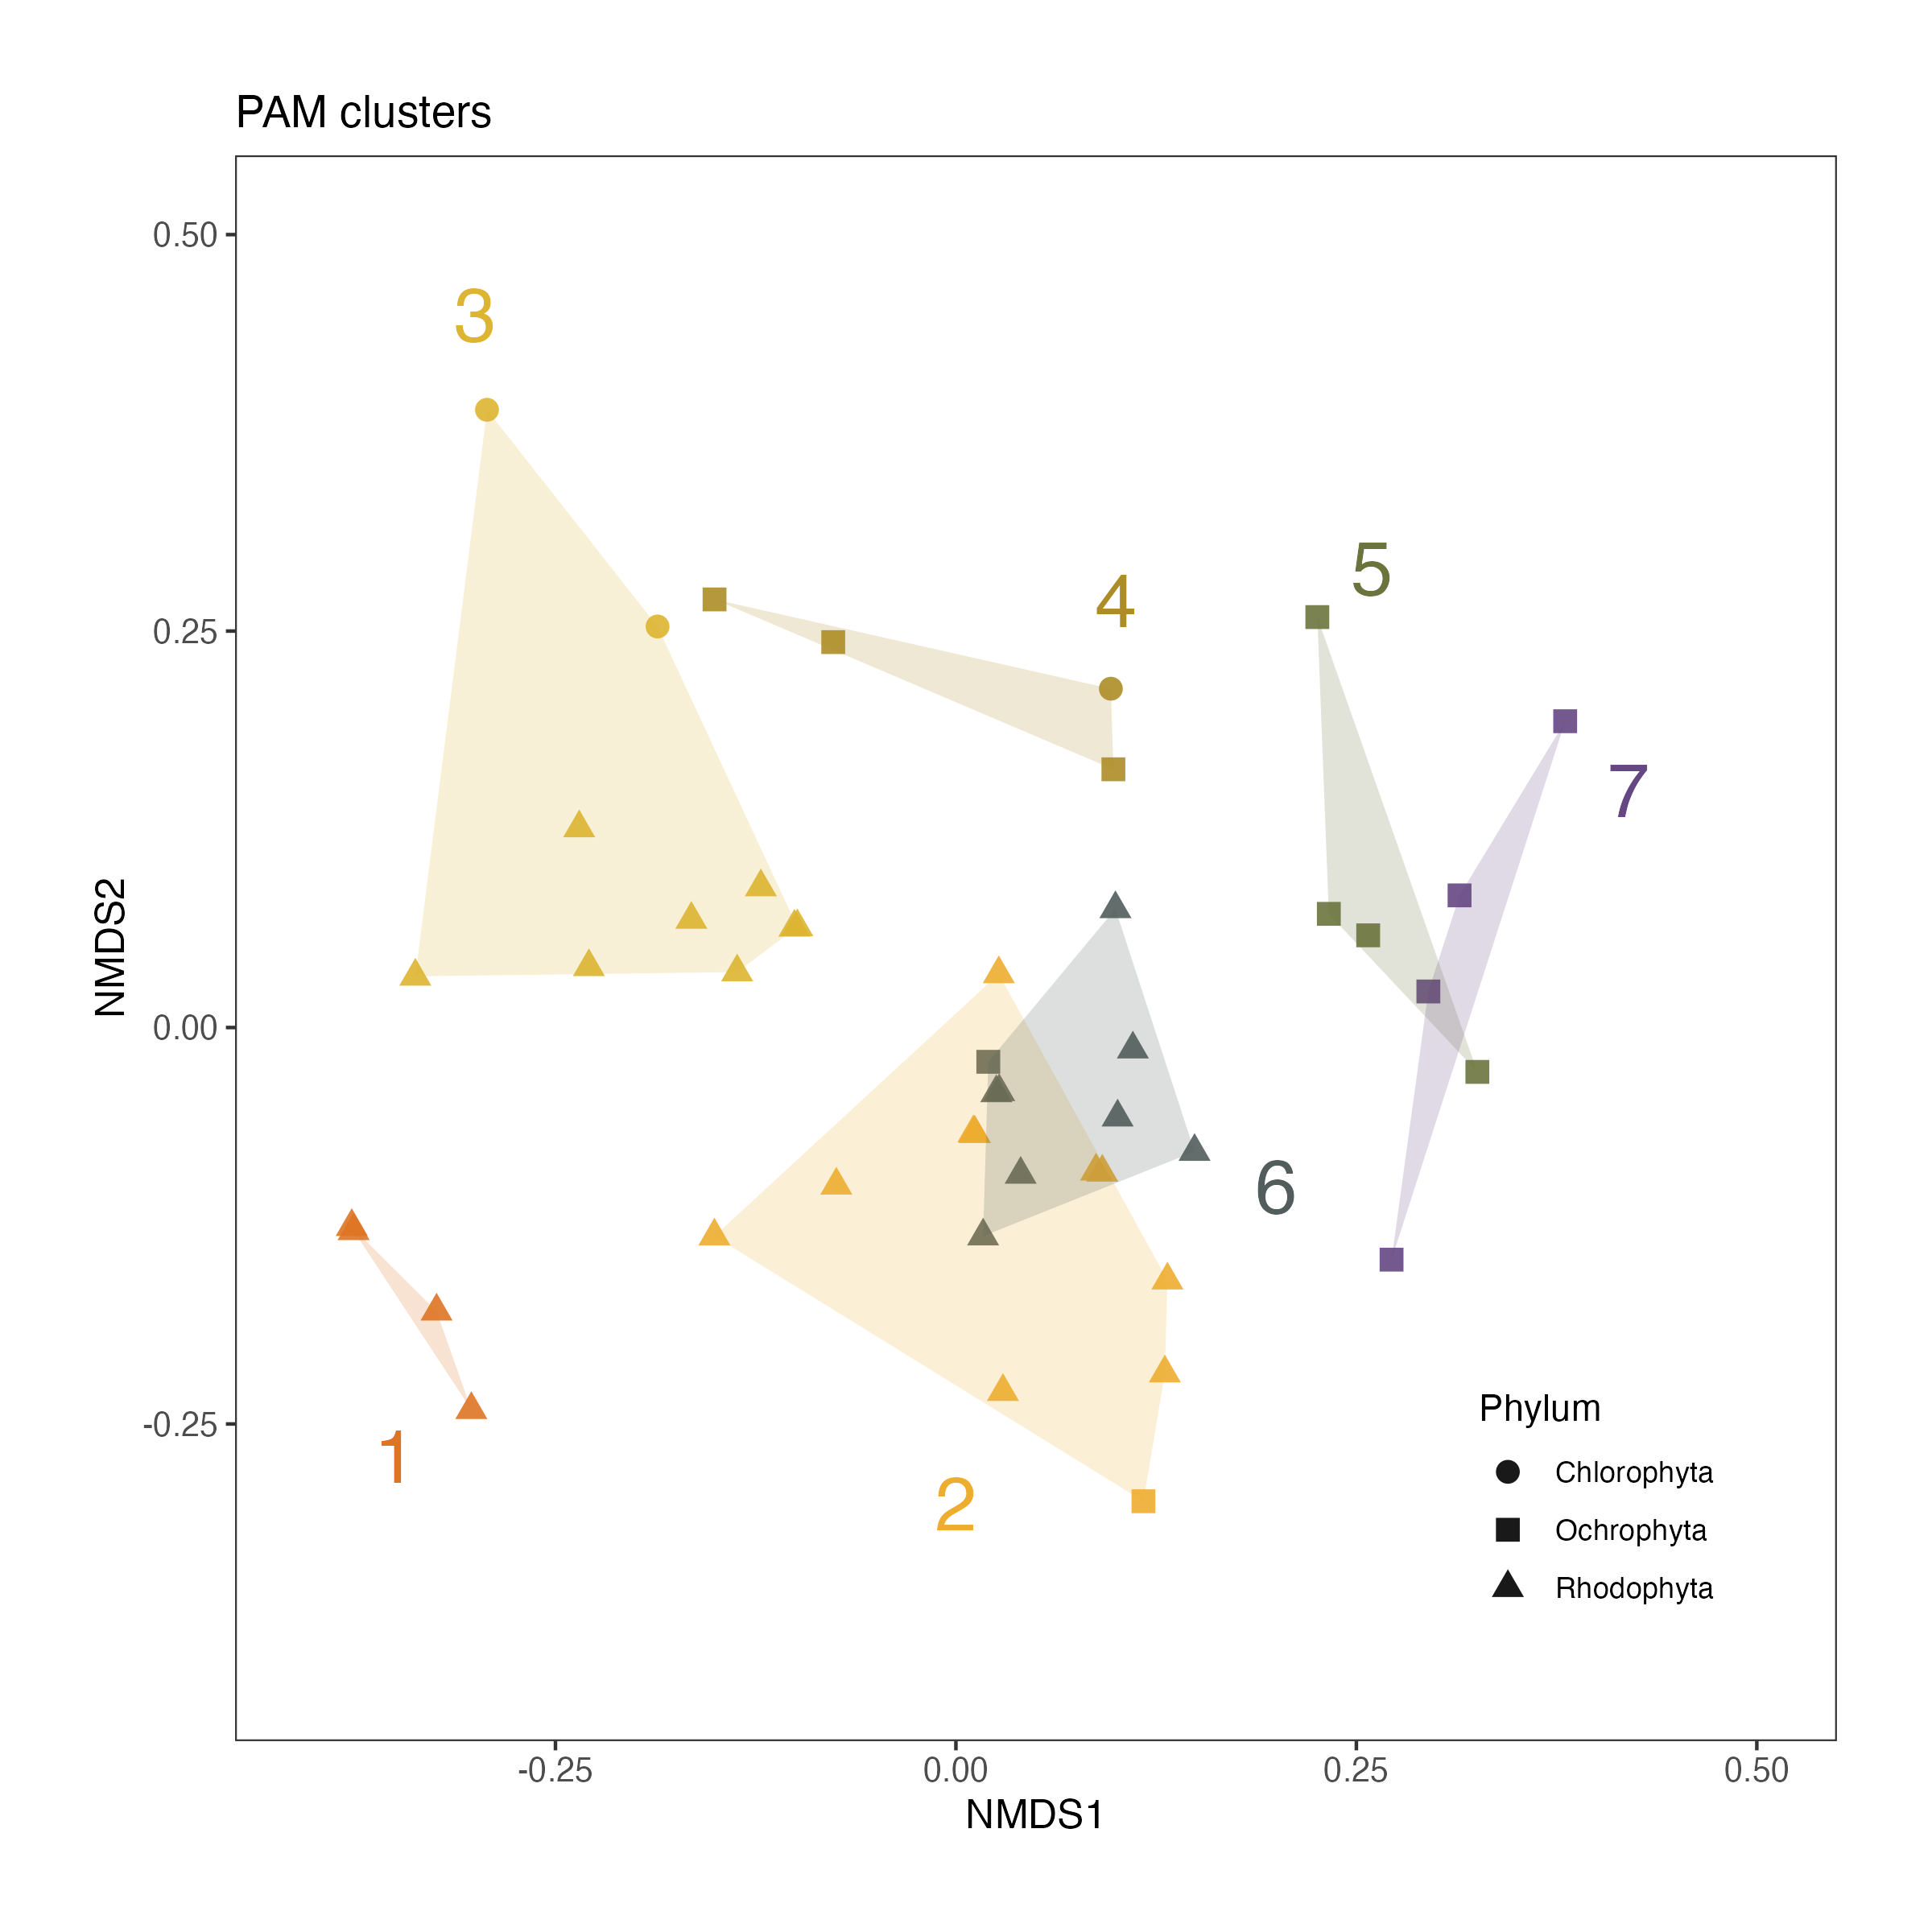 PAM clusters
0.50
3
5
4
0.25
7
NMDS2
0.00
6
-0.25
1
2
Phylum
Chlorophyta
Ochrophyta
Rhodophyta
-0.25 0.00 0.25 0.50
NMDS1